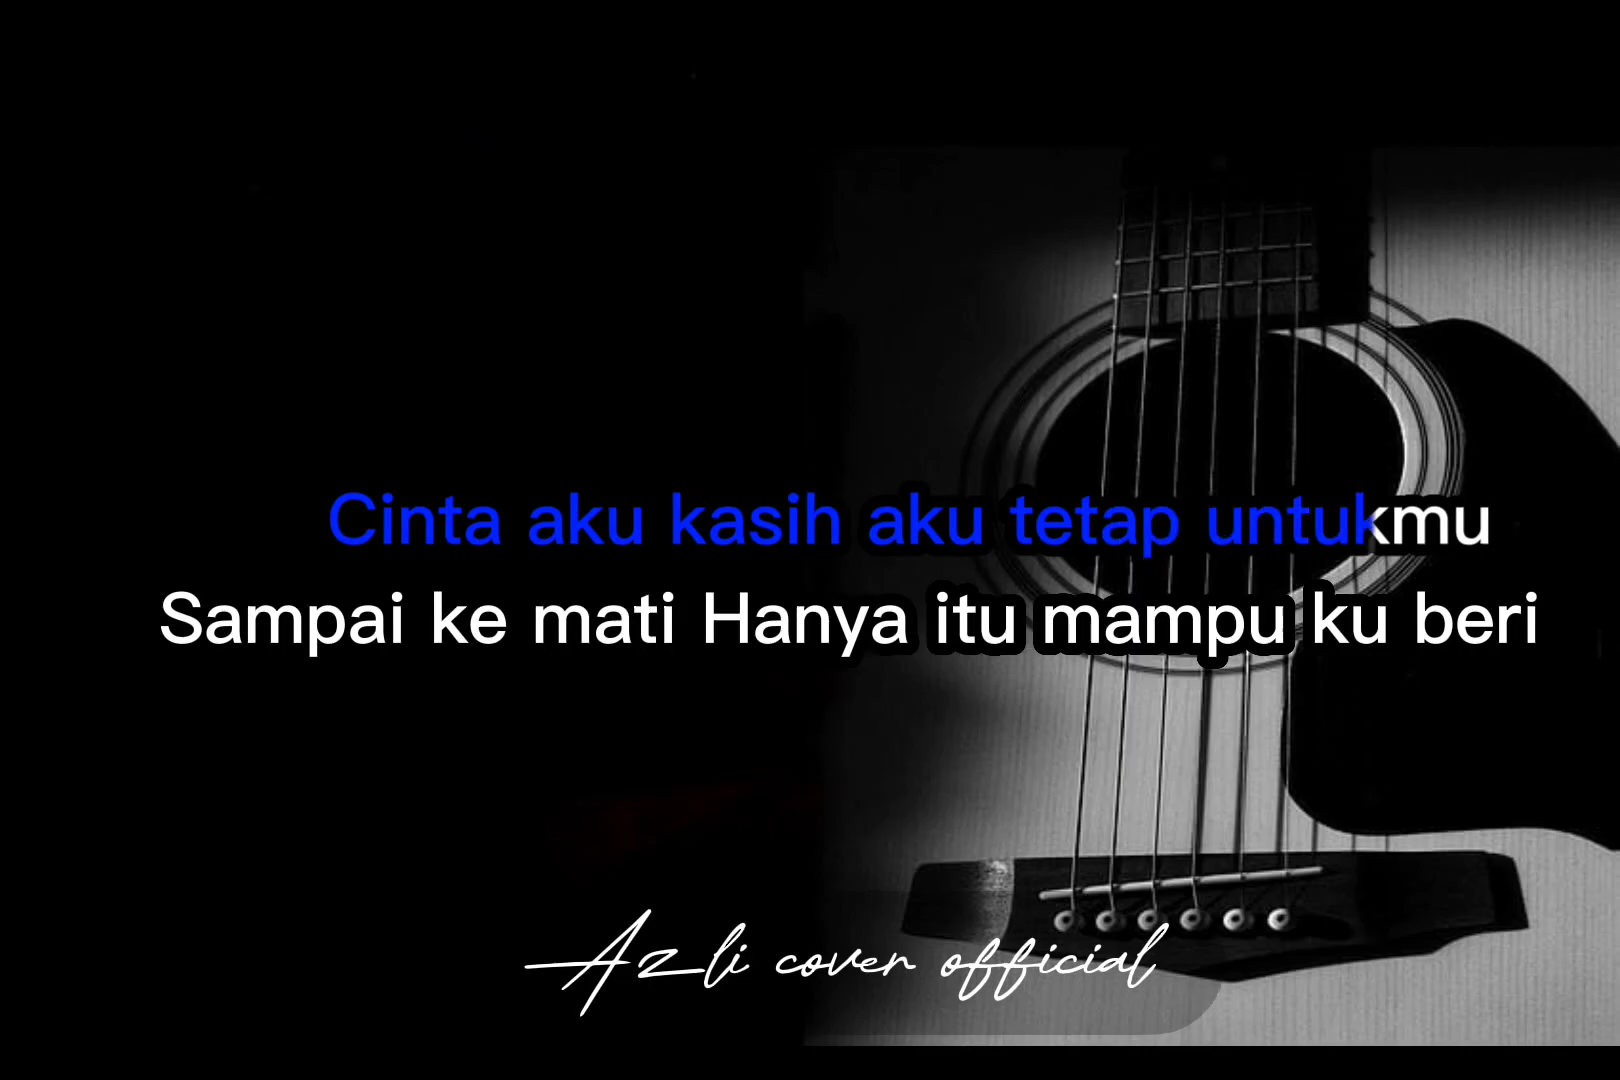 Cinta aku kasih aku tetap untukmu
Sampai ke mati Hanya itu mampu ku beri
Azli cover official